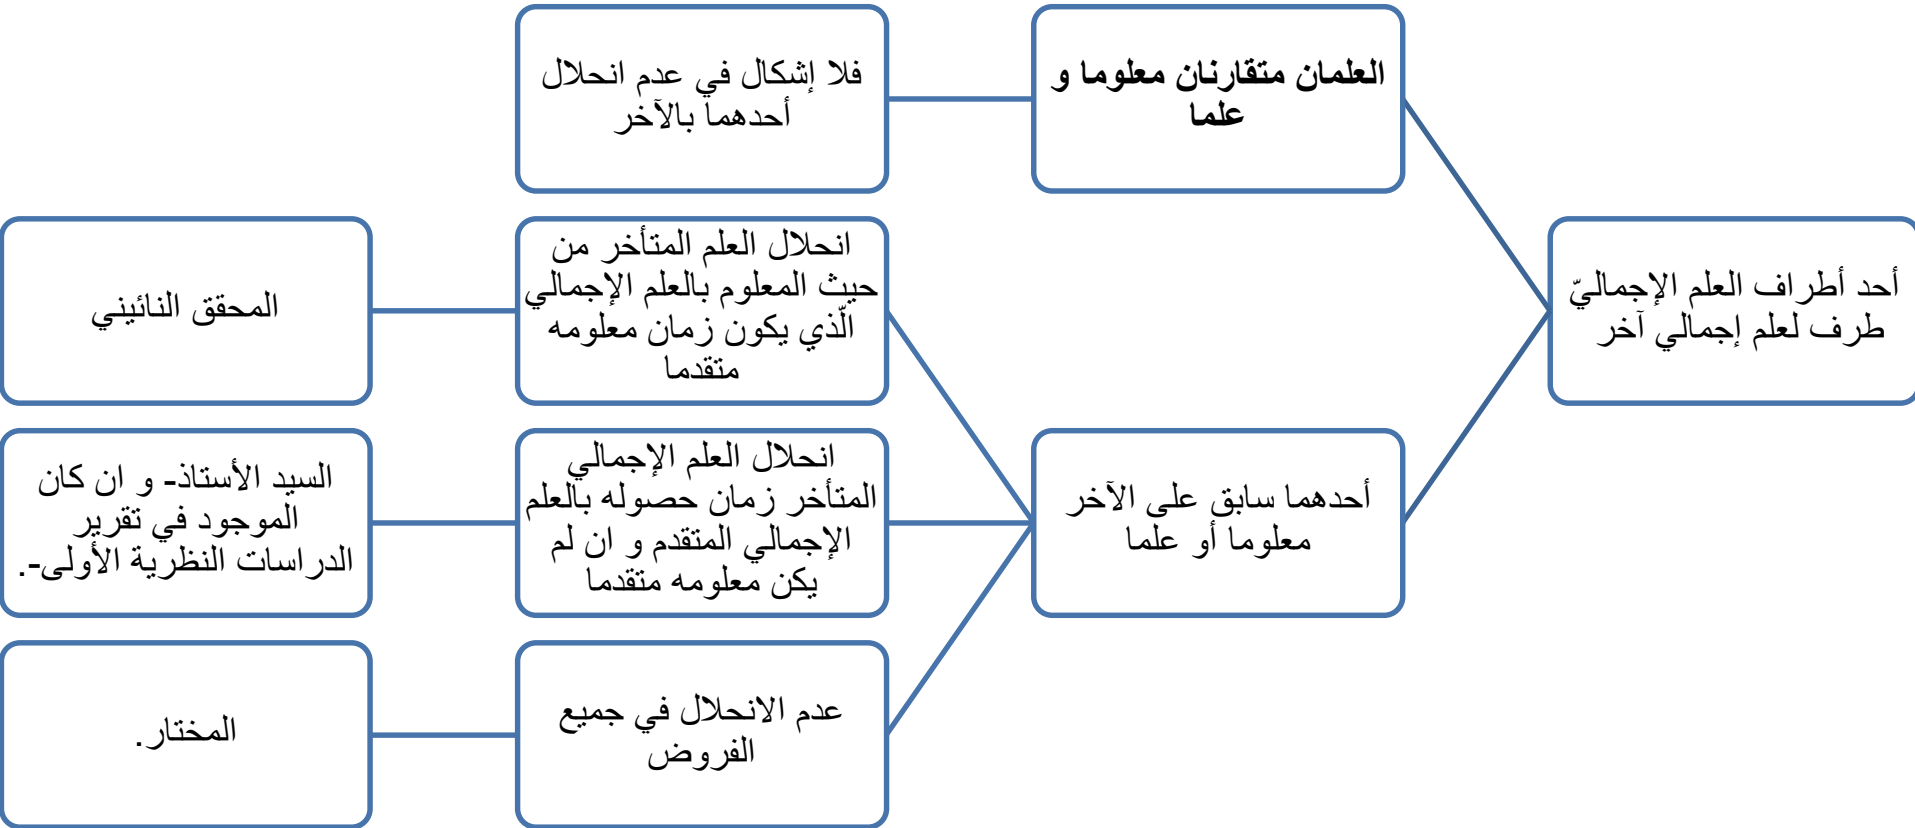 أحد أطراف العلم الإجماليّ
طرف لعلم إجمالي آخر
العلمان متقارنان معلوما و
علما
فلا إشكال في عدم انحلال
أحدهما بالآخر
أحدهما سابق على الآخر
معلوما أو علما
انحلال العلم المتأخر من
حيث المعلوم بالعلم الإجمالي
الّذي يكون زمان معلومه
متقدما
المحقق النائيني
انحلال العلم الإجمالي
المتأخر زمان حصوله بالعلم
الإجمالي المتقدم و ان لم
يكن معلومه متقدما
السيد الأستاذ- و ان كان
الموجود في تقرير
الدراسات النظرية الأولى-.
عدم الانحلال في جميع
الفروض
المختار.